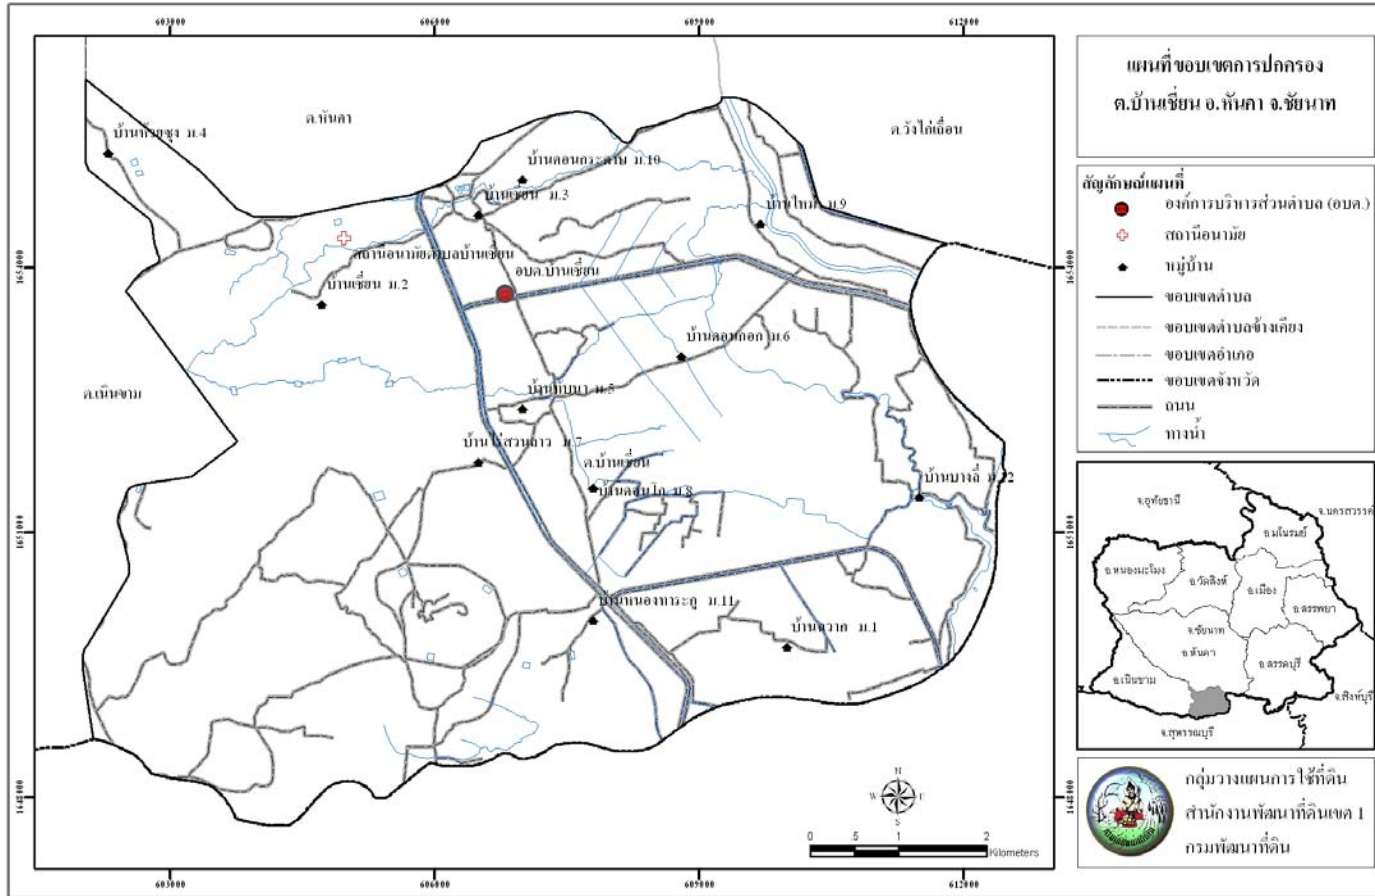 603000
606000
609000
612000
แผนที่ขอบเขตการปกครอง
ต.บ้านเชี่ยน อ.หันคา จ.ชัยนาท
ต.หันคา
ต.วังไก่เถื่อน
บ้านห้วยซุง ม.4
บ้านดอนกระดาษ ม.10
บ้านเชี่ยน ม.3
บ้านใหม่ ม.9
สถานีอนามัยตำบลบ้านเชี่ยน
อบต.บ้านเชี่ยน
บ้านเชี่ยน ม.2
บ้านดอนกอก ม.6
ต.เนินขาม
บ้านทับนา ม.5
บ้านไร่สวนลาว ม.7
ต.บ้านเชี่ยน
ม.8
บ้านบางลี่ ม.12
บ้านหนองทาระภู ม.11
ม.1
1654000
1651000
1648000
1654000
1651000
1648000
สัญลักษณ์แผนที่
องค์การบริหารส่วนตำบล (อบต.)
สถานีอนามัย
หมู่บ้าน
ขอบเขตตำบล
ขอบเขตตำบลข้างเคียง
ขอบเขตอำเภอ
ขอบเขตจังหวัด
ถนน
ทางน้ำ
จ.อุทัยธานี
จ.นครสวรรค์
อ.มโนรมย์
อ.หนองมะโมง
อ.วัดสิงห์
อ.เมือง
อ.สรรพยา
จ.ชัยนาท
อ.หันคา
อ.สรรคบุรี
อ.เนินขาม
จ.สิงห์บุรี
จ.สุพรรณบุรี
N
W E
S
0 .5 1 2
Kilometers
กลุ่มวางแผนการใช้ที่ดิน
สำนักงานพัฒนาที่ดินเขต 1
กรมพัฒนาที่ดิน
603000
606000
609000
612000